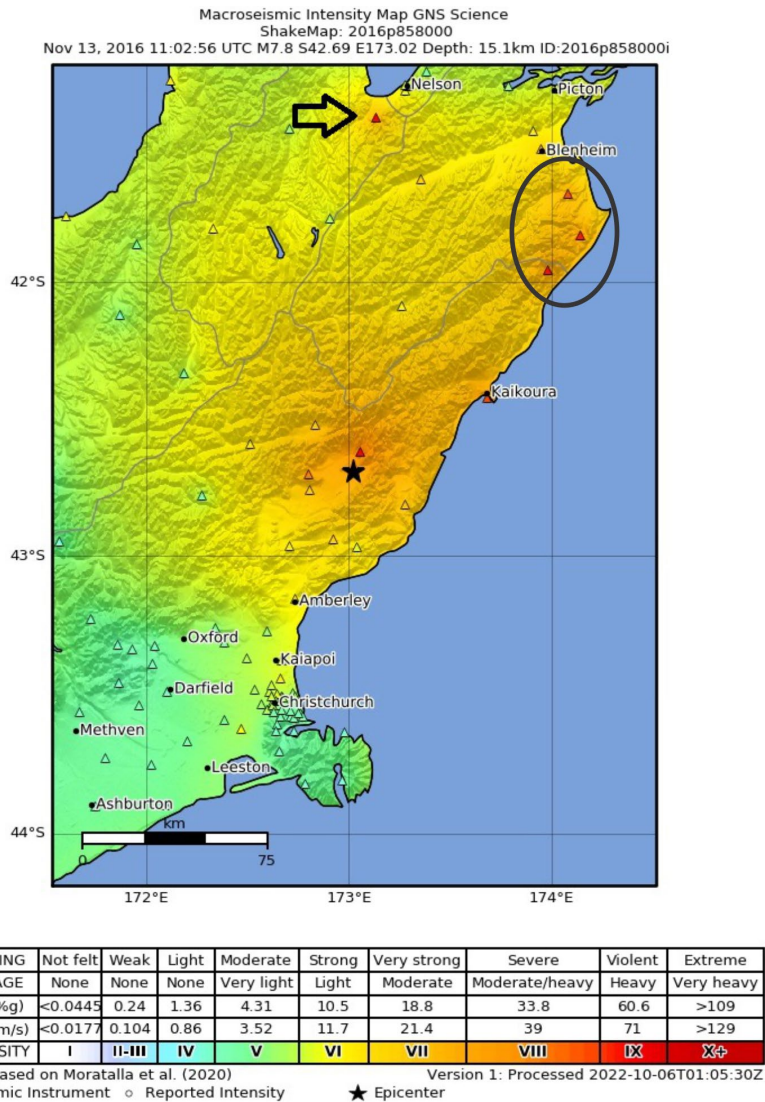 Macroseismic Intensity Map GNS Science
ShakeMap: 2016p858000
Nov 13, 2016 11:02:56 UTC M7.8 S42.69 E173.02 Depth: 15.1km ID:2016p858000i
Nelson
Picton
Blenheim
42°S
Kaikoura
43°S
Amberley
Oxford
Kaiapoi
Darfield
Christchurch
Methven
Leeston
Ashburton
km
44°S
0 75
172°E 173°E 174°E
ING Not felt Weak Light Moderate Strong Very strong Severe Violent Extreme
AGE None None None Very light Light Moderate Moderate/heavy Heavy Very heavy
%g) <0.0445 0.24 1.36 4.31 10.5 18.8 33.8 60.6 >109
m/s) <0.0177 0.104 0.86 3.52 11.7 21.4 39 71 >129
SITY I II-III IV V VI VII VIII IX X+
ased on Moratalla et al. (2020) Version 1: Processed 2022-10-06T01:05:30Z
mic Instrument Reported Intensity Epicenter